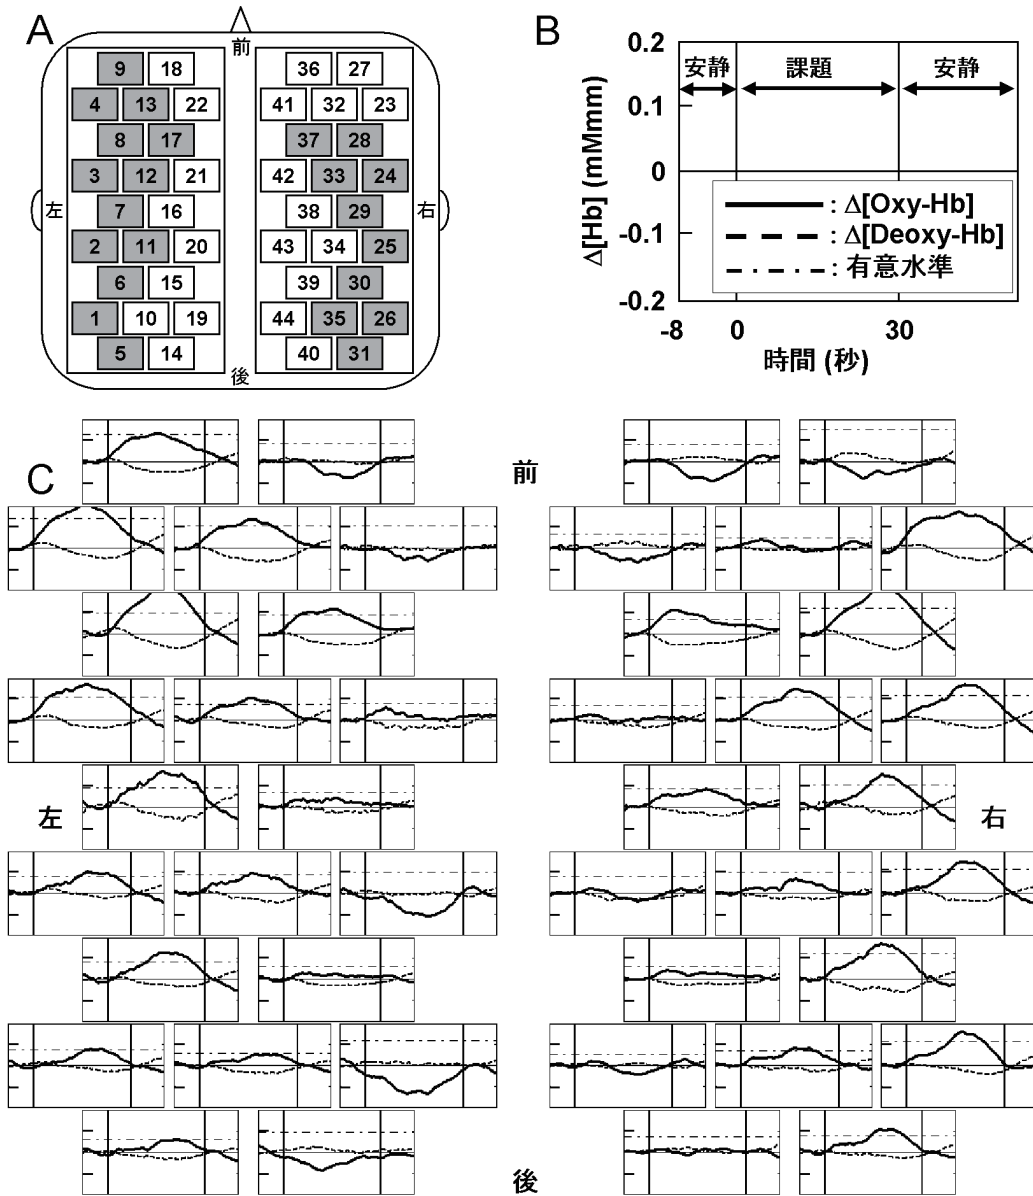 A
前
9 18 36 27
4 13 22 41 32 23
8 17 37 28
3 12 21 42 33 24
左 7 16 38 29 右
2 11 20 43 34 25
6 15 39 30
1 10 19 44 35 26
5 14 40 31
後
B
Δ[Hb] (mMmm)
0.2
0.1
0
-0.1
-0.2
安静 課題 安静
: Δ[Oxy-Hb]
: Δ[Deoxy-Hb]
: 有意水準
-8 0 30
時間 (秒)
C
前
左
右
後